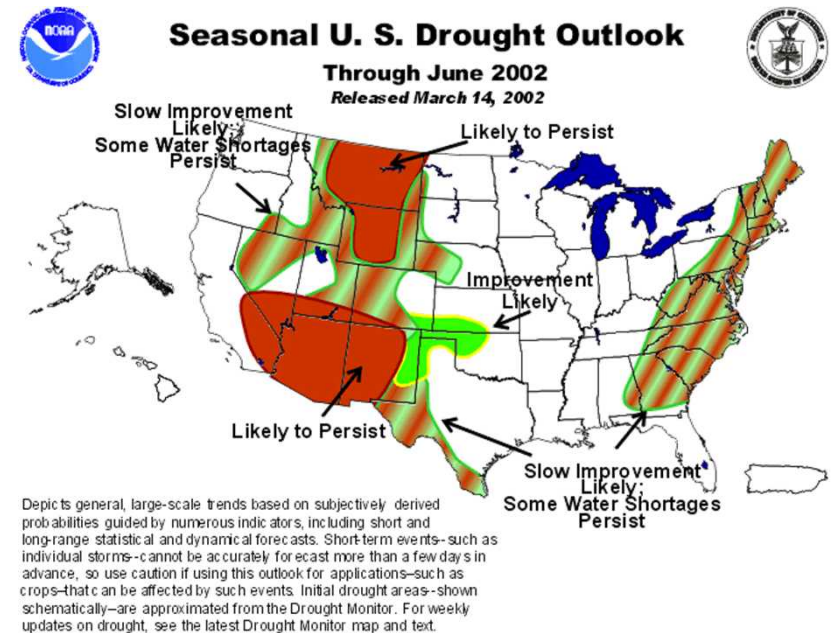 NOAA
Seasonal U. S. Drought Outlook
Through June 2002
Released March 14, 2002
Slow Improvement
Likely;
Some Water Shortages
Persist
Likely to Persist
Improvement
Likely
Likely to Persist
Slow Improvement
Likely;
Some Water Shortages
Persist
Depicts general, large-scale trends based on subjectively derived
probabilities guided by numerous indicators, including short and
long-range statistical and dynamical forecasts. Short-term events--such as
individual storms--cannot be accurately forecast more than a few days in
advance, so use caution if using this outlook for applications--such as
crops--that can be affected by such events. Initial drought areas--shown
schematically--are approximated from the Drought Monitor. For weekly
updates on drought, see the latest Drought Monitor map and text.